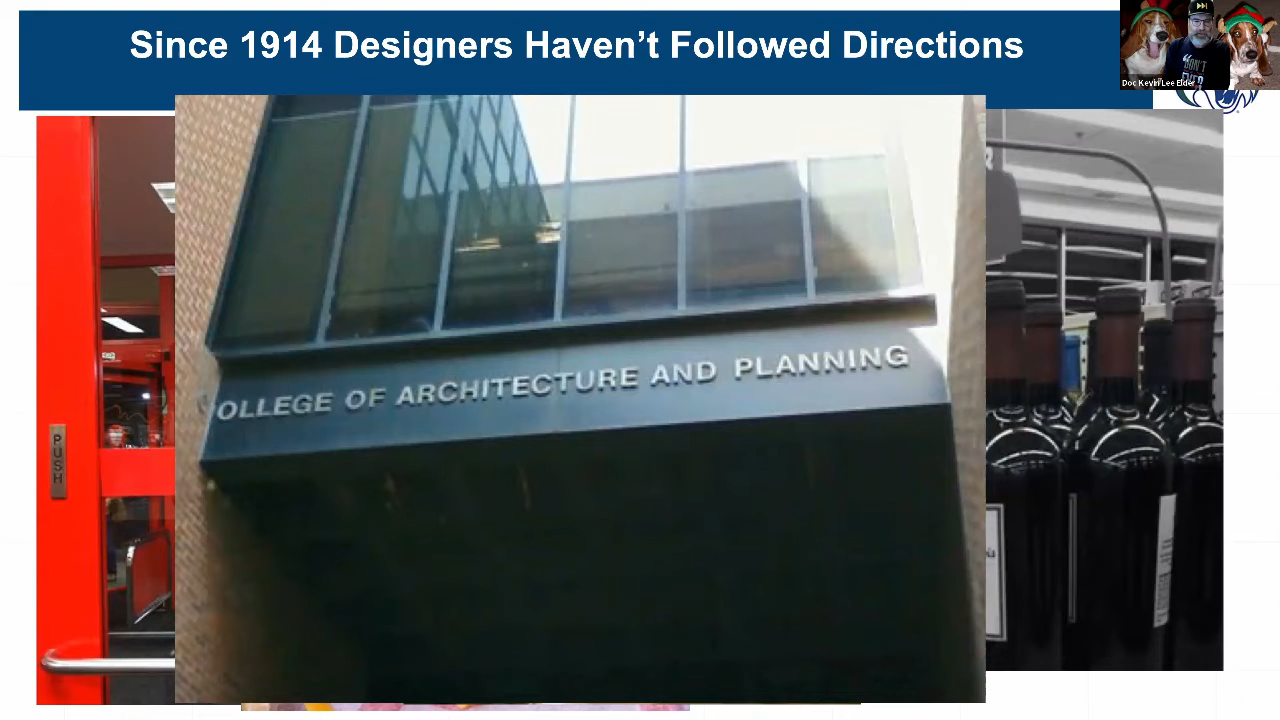 Since 1914 Designers Haven’t Followed Directions
Doc Kevin Lee Elder
PUSH
OLLEGE OF ARCHITECTURE AND PLANNING